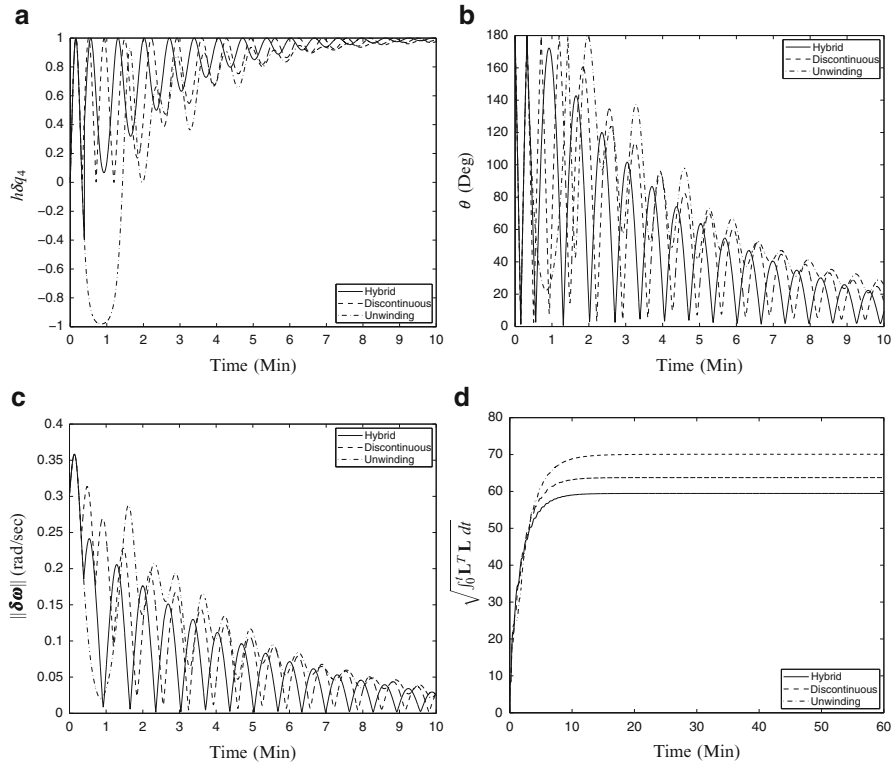 a
1
0.8
0.6
0.4
0.2
0
−0.2
−0.4
−0.6
−0.8
−1
hδq₄
0 1 2 3 4 5 6 7 8 9 10
Time (Min)
Hybrid
Discontinuous
Unwinding
b
180
160
140
120
100
80
60
40
20
0
θ (Deg)
0 1 2 3 4 5 6 7 8 9 10
Time (Min)
Hybrid
Discontinuous
Unwinding
c
0.4
0.35
0.3
0.25
0.2
0.15
0.1
0.05
0
||δω|| (rad/sec)
0 1 2 3 4 5 6 7 8 9 10
Time (Min)
Hybrid
Discontinuous
Unwinding
d
80
70
60
50
40
30
20
10
0
√∫₀ᵗ Lᵀ L dt
0 10 20 30 40 50 60
Time (Min)
Hybrid
Discontinuous
Unwinding